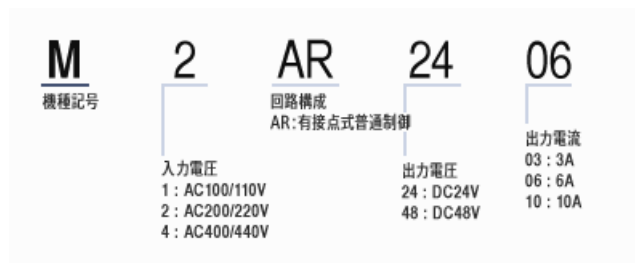 M 2 AR 24 06
機種記号
回路構成
AR:有接点式普通制御
入力電圧
1：AC100/110V
2：AC200/220V
4：AC400/440V
出力電圧
24：DC24V
48：DC48V
出力電流
03：3A
06：6A
10：10A